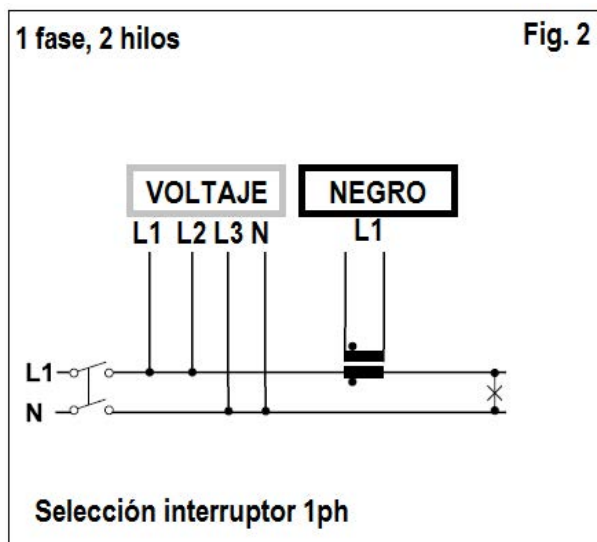 1 fase, 2 hilos Fig. 2
VOLTAJE NEGRO
L1 L2 L3 N L1
L1
N
Selección interruptor 1ph